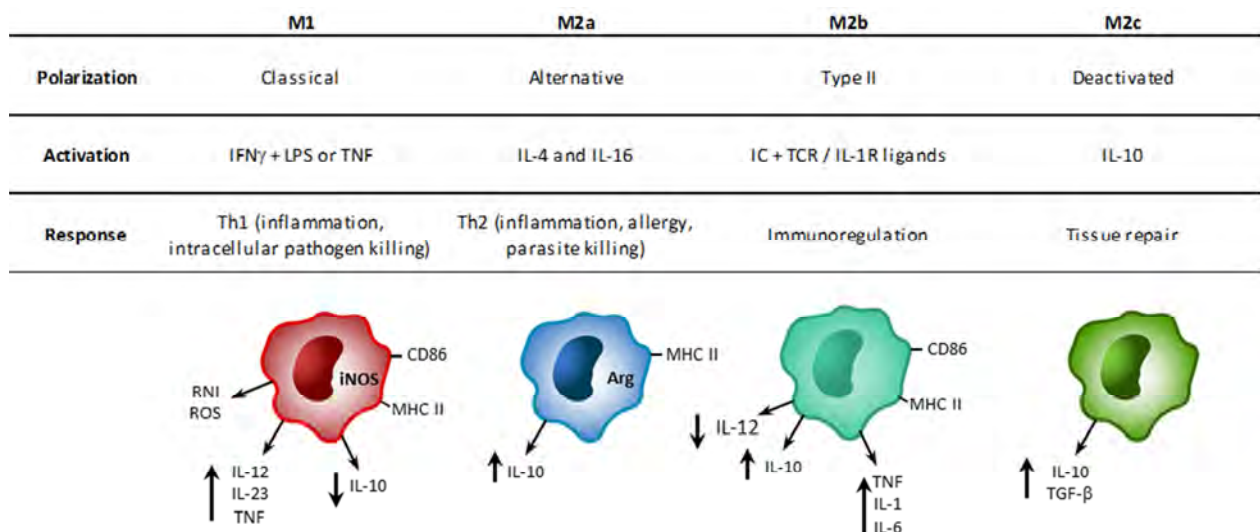 M1 M2a M2b M2c
Polarization Classical Alternative Type II Deactivated
Activation IFNγ + LPS or TNF IL-4 and IL-16 IC + TCR / IL-1R ligands IL-10
Response Th1 (inflammation, intracellular pathogen killing) Th2 (inflammation, allergy, parasite killing) Immunoregulation Tissue repair
iNOS
CD86
MHC II
RNI
ROS
IL-12
IL-23
TNF
IL-10
Arg
MHC II
IL-10
CD86
MHC II
IL-12
IL-10
TNF
IL-1
IL-6
IL-10
TGF-β